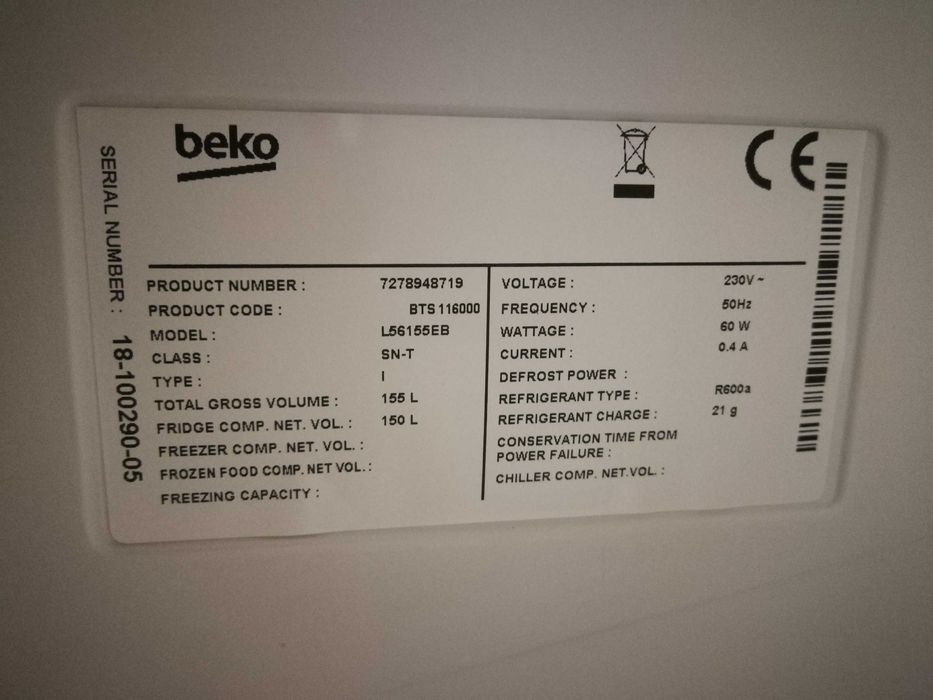 beko
CE
SERIAL NUMBER : 18-100290-05
PRODUCT NUMBER : 7278948719
PRODUCT CODE : BTS 116000
MODEL : L56155EB
CLASS : SN-T
TYPE : I
TOTAL GROSS VOLUME : 155 L
FRIDGE COMP. NET. VOL. : 150 L
FREEZER COMP. NET. VOL. :
FROZEN FOOD COMP. NET VOL. :
FREEZING CAPACITY :
VOLTAGE : 230V ~
FREQUENCY : 50Hz
WATTAGE : 60 W
CURRENT : 0.4 A
DEFROST POWER :
REFRIGERANT TYPE : R600a
REFRIGERANT CHARGE : 21 g
CONSERVATION TIME FROM
POWER FAILURE :
CHILLER COMP. NET.VOL. :